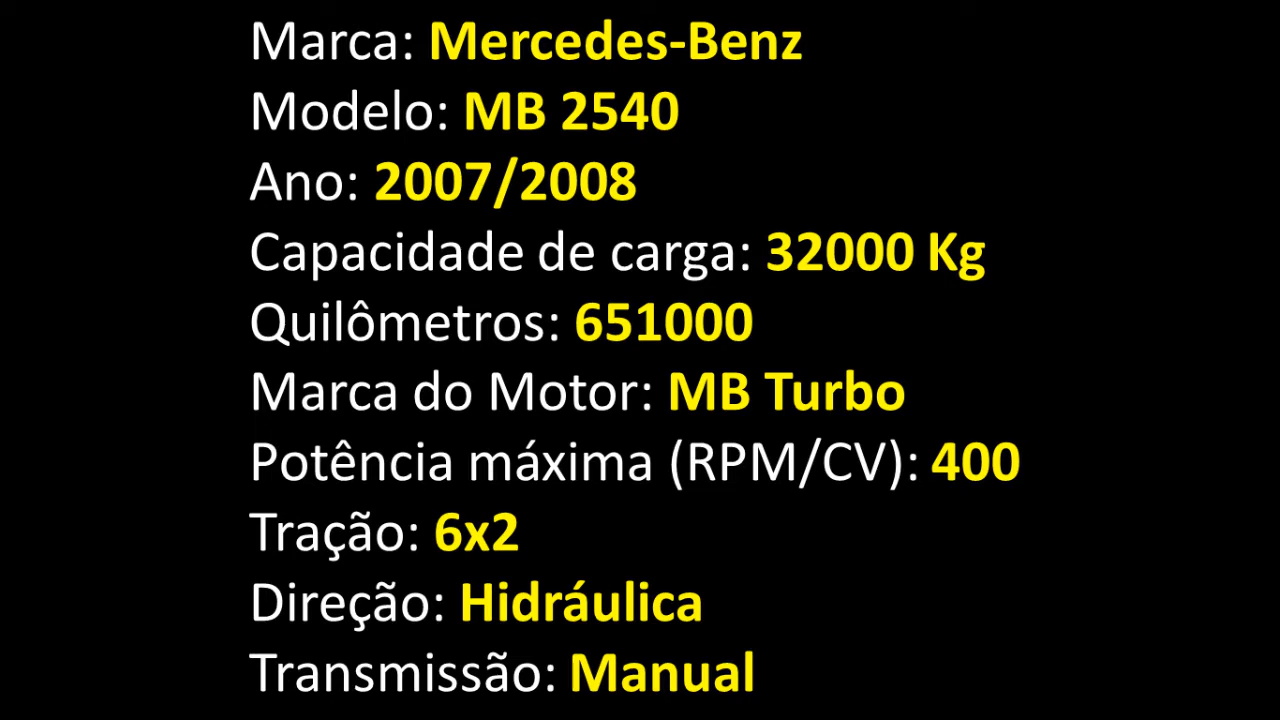 Marca: Mercedes-Benz
Modelo: MB 2540
Ano: 2007/2008
Capacidade de carga: 32000 Kg
Quilômetros: 651000
Marca do Motor: MB Turbo
Potência máxima (RPM/CV): 400
Tração: 6x2
Direção: Hidráulica
Transmissão: Manual